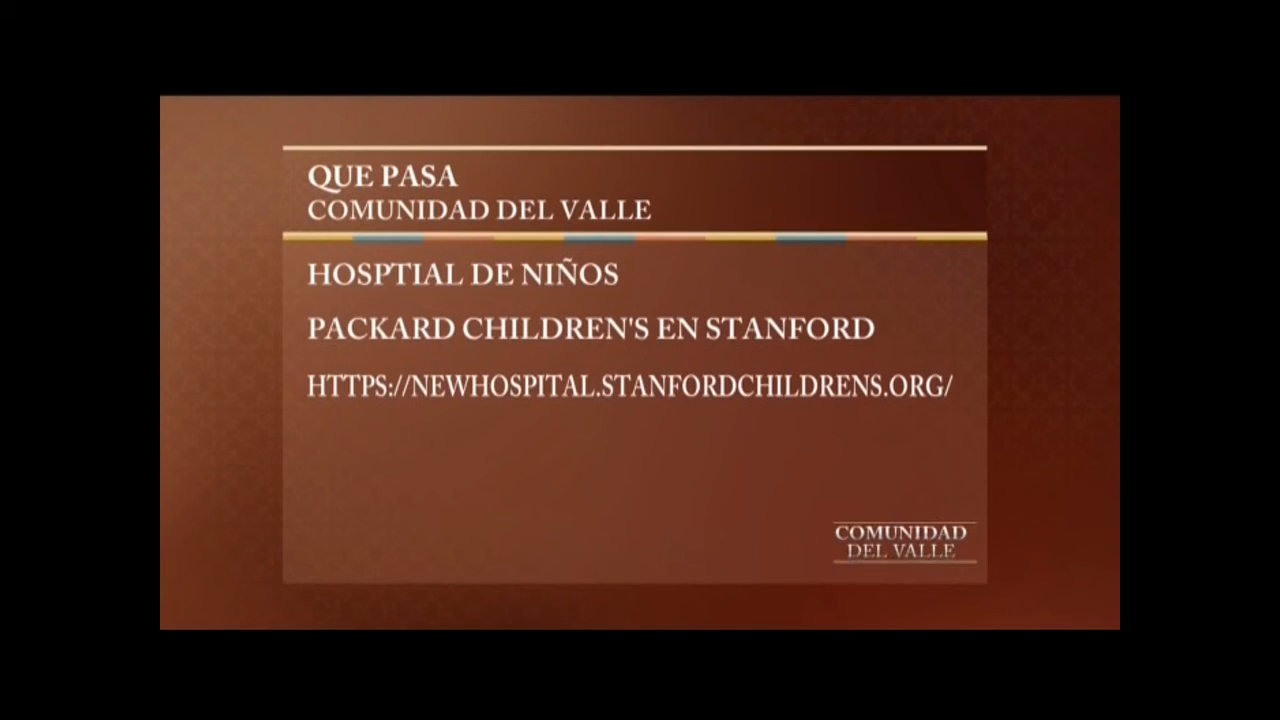 QUE PASA
COMUNIDAD DEL VALLE
HOSPTIAL DE NIÑOS
PACKARD CHILDREN'S EN STANFORD
HTTPS://NEWHOSPITAL.STANFORDCHILDRENS.ORG/
COMUNIDAD
DEL VALLE